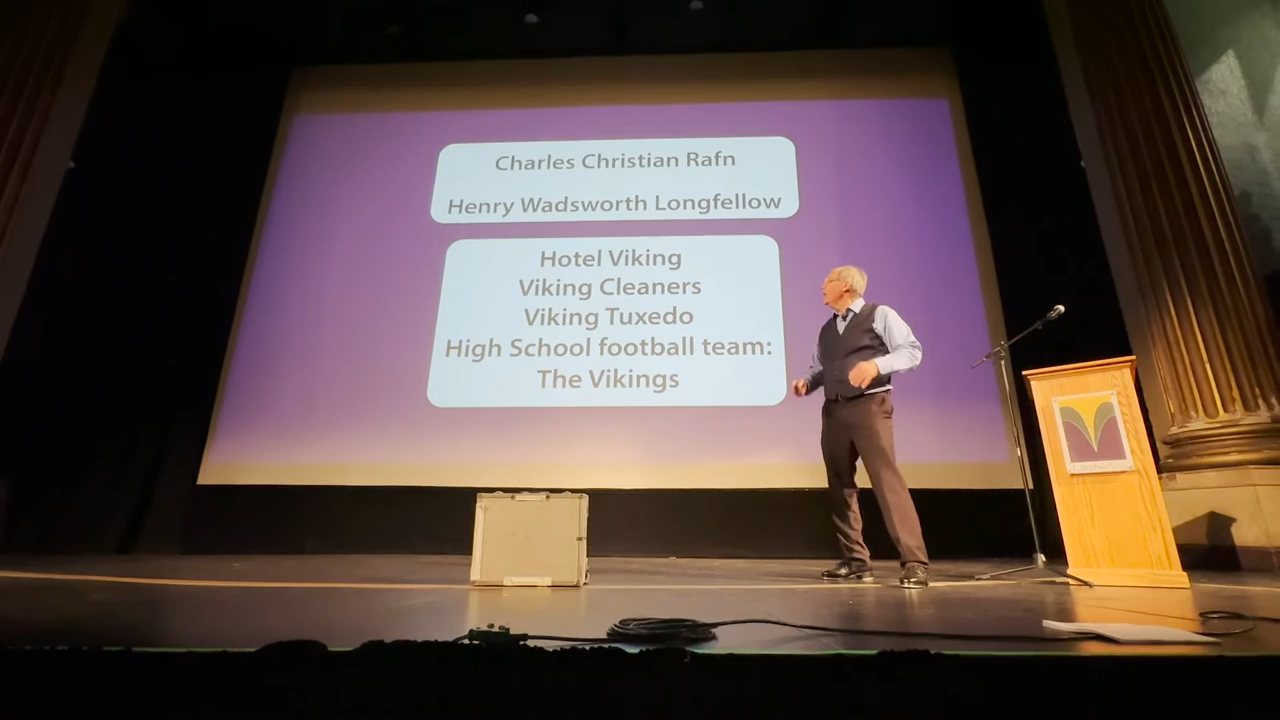 Charles Christian Rafn
Henry Wadsworth Longfellow
Hotel Viking
Viking Cleaners
Viking Tuxedo
High School football team:
The Vikings